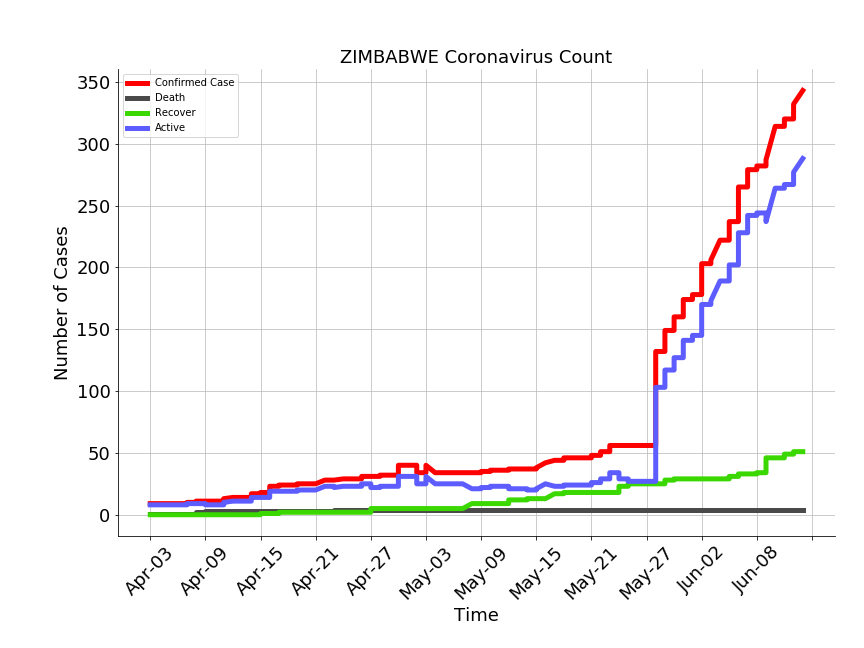 ZIMBABWE Coronavirus Count
Confirmed Case
Death
Recover
Active
350
300
250
200
150
100
50
0
Number of Cases
Apr-03
Apr-09
Apr-15
Apr-21
Apr-27
May-03
May-09
May-15
May-21
May-27
Jun-02
Jun-08
Time